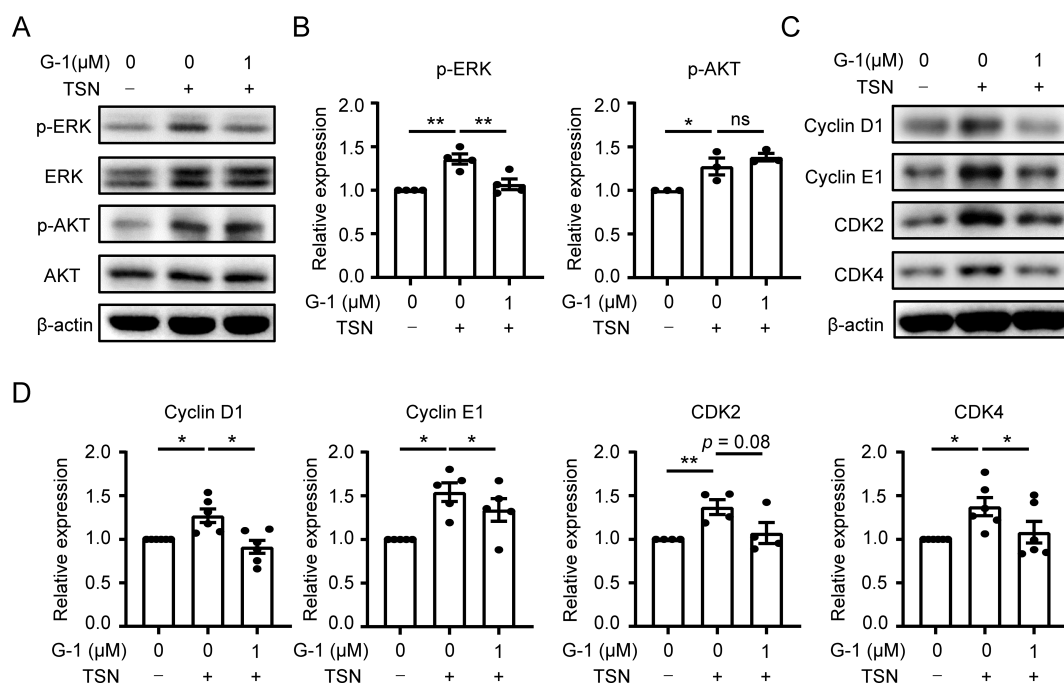 A
G-1(μM) 0 0 1
TSN – + +
p-ERK
ERK
p-AKT
AKT
β-actin
B
p-ERK
Relative expression
2.0
1.5
1.0
0.5
0.0
** **
G-1 (μM) 0 0 1
TSN – + +
p-AKT
Relative expression
2.0
1.5
1.0
0.5
0.0
* ns
G-1 (μM) 0 0 1
TSN – + +
C
G-1(μM) 0 0 1
TSN – + +
Cyclin D1
Cyclin E1
CDK2
CDK4
β-actin
D
Cyclin D1
Relative expression
2.0
1.5
1.0
0.5
0.0
* *
G-1 (μM) 0 0 1
TSN – + +
Cyclin E1
Relative expression
2.0
1.5
1.0
0.5
0.0
* *
G-1 (μM) 0 0 1
TSN – + +
CDK2
Relative expression
2.0
1.5
1.0
0.5
0.0
** p = 0.08
G-1 (μM) 0 0 1
TSN – + +
CDK4
Relative expression
2.0
1.5
1.0
0.5
0.0
* *
G-1 (μM) 0 0 1
TSN – + +